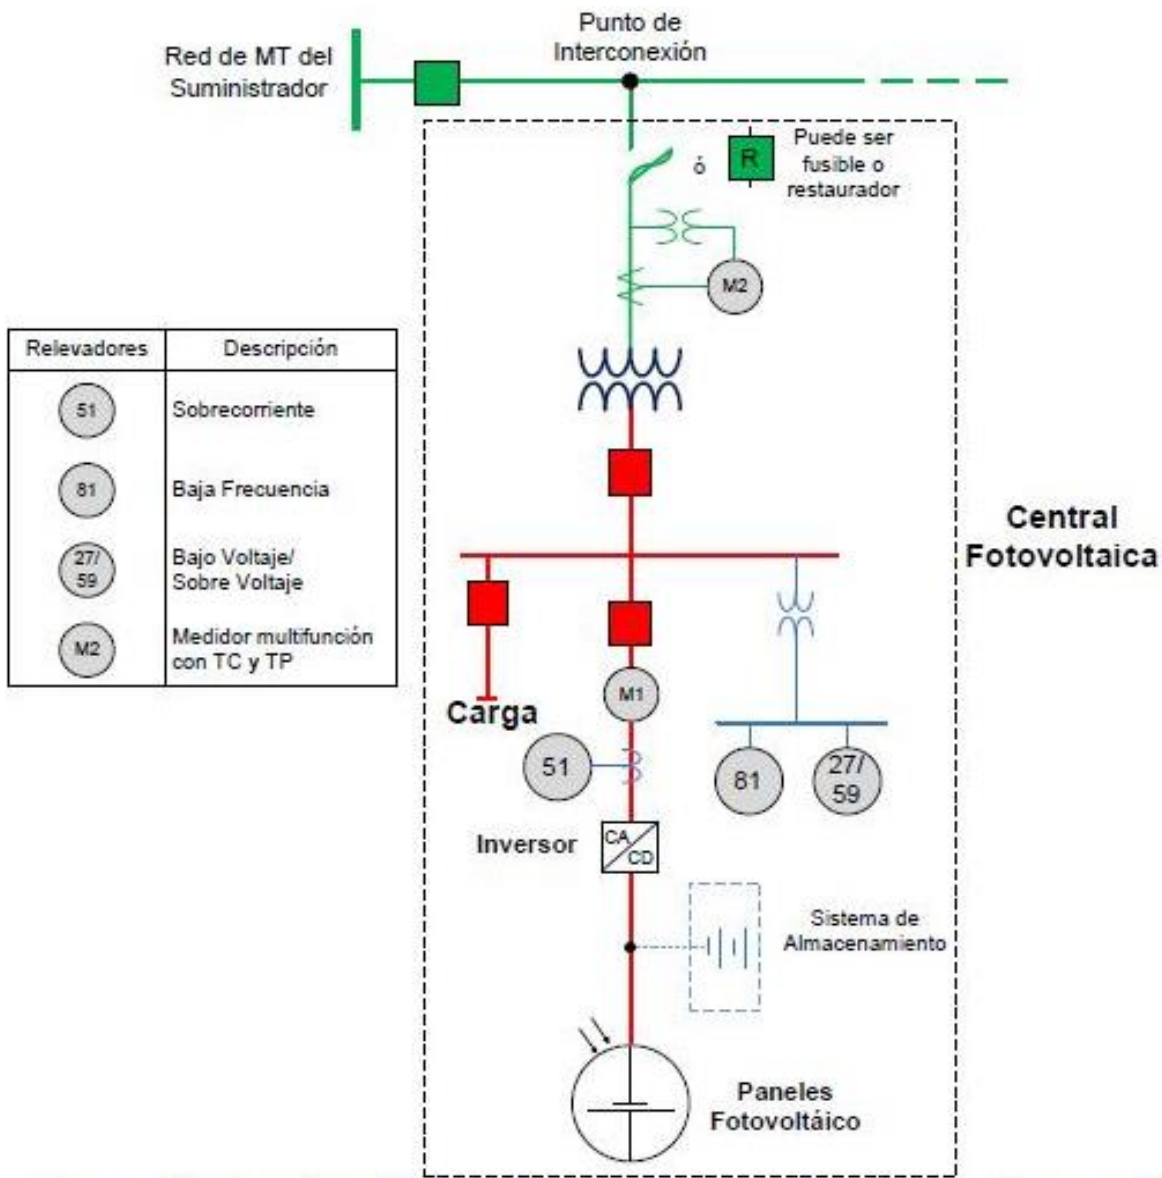 Punto de
Interconexión
Red de MT del
Suministrador
R
ó
Puede ser
fusible o
restaurador
M2
Relevadores
Descripción
51
Sobrecorriente
81
Baja Frecuencia
27/
59
Bajo Voltaje/
Sobre Voltaje
M2
Medidor multifunción
con TC y TP
Central
Fotovoltaica
Carga
M1
51
81
27/
59
Inversor
CA
CD
Sistema de
Almacenamiento
Paneles
Fotovoltáico